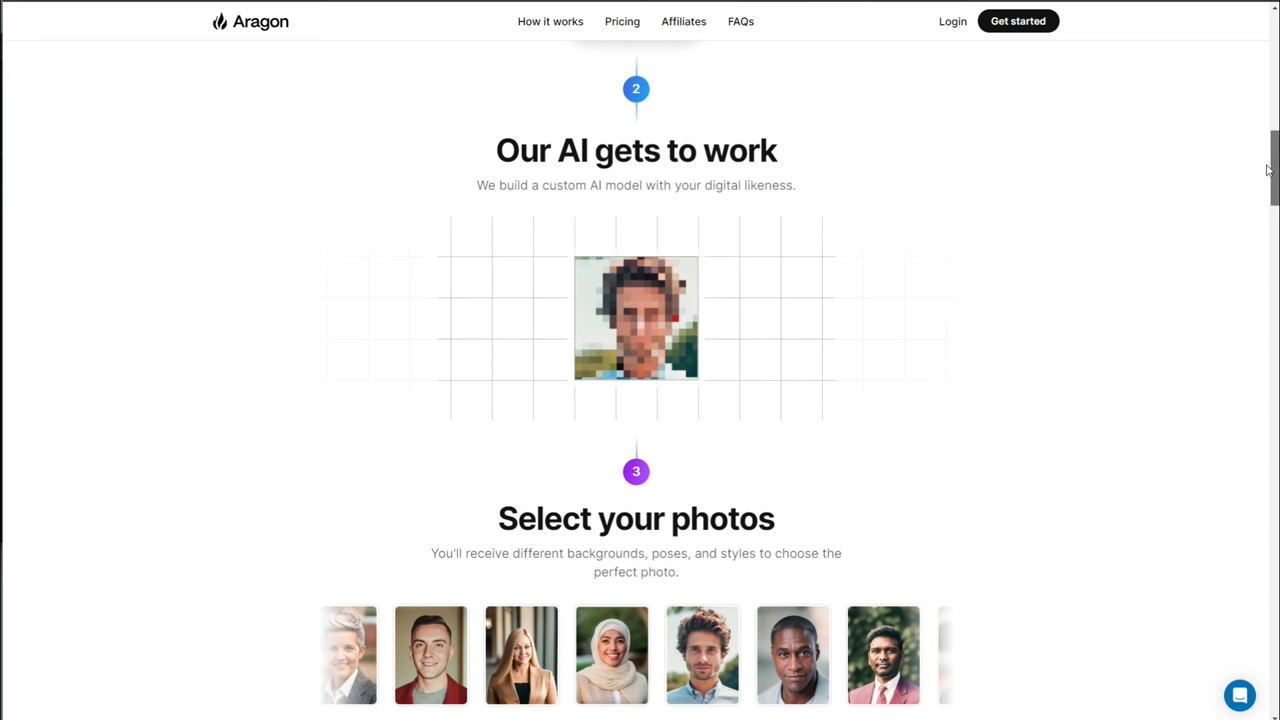 Aragon
How it works
Pricing
Affiliates
FAQs
Login
Get started
2
Our AI gets to work
We build a custom AI model with your digital likeness.
3
Select your photos
You'll receive different backgrounds, poses, and styles to choose the
perfect photo.